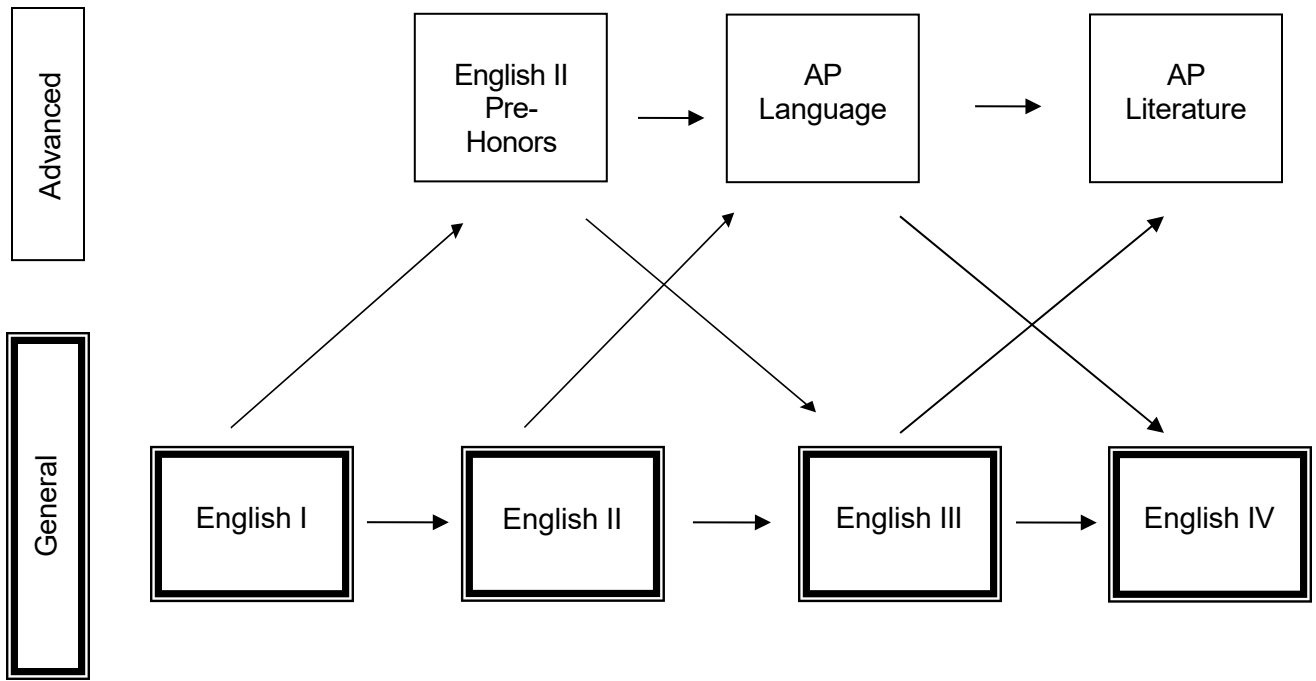 Advanced
English II
Pre-
Honors
AP
Language
AP
Literature
General
English I
English II
English III
English IV